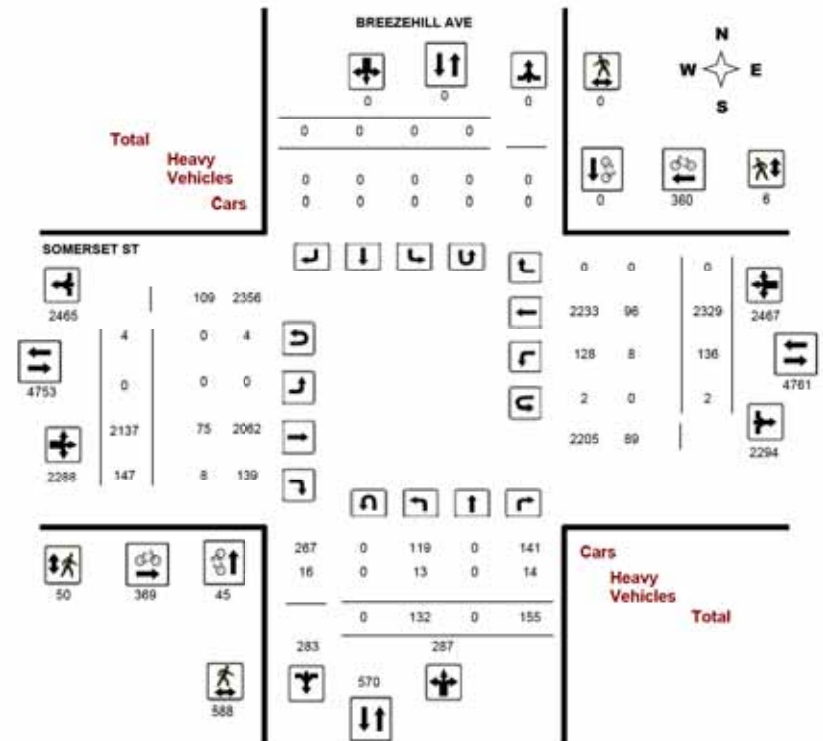 BREEZEHILL AVE
N
W E
S
0 0 0 0
0 0 0 0 0
Total
Heavy
Vehicles
Cars
0 0 0 0 0
0 0 0 0 0
0 360 6
SOMERSET ST
2465
109 2356
4 0 4
4753
0 0 0
2137 75 2062
2288 147 8 139
0 0 0
2233 96 2329
2467
128 8 136
4761
2 0 2
2205 89
2294
50 369 45
588
267 0 119 0 141
16 0 13 0 14
0 132 0 155
283 287
570
Cars
Heavy
Vehicles
Total